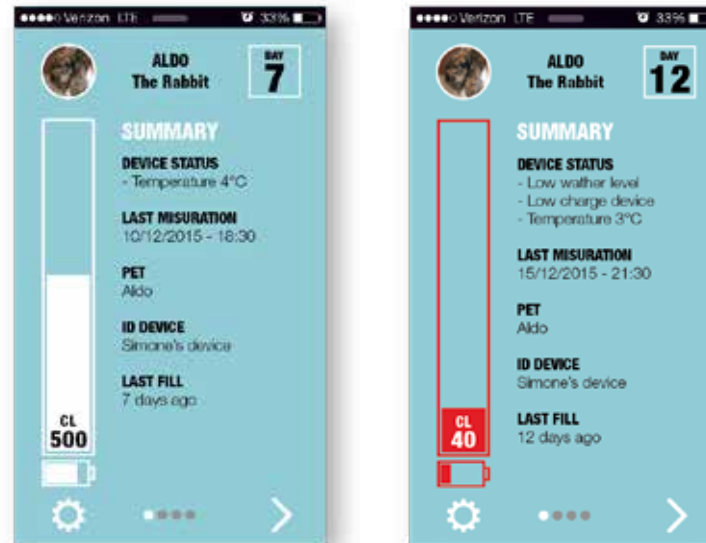 Verizon LTE 33%
ALDO
The Rabbit
DAY
7
SUMMARY
DEVICE STATUS
- Temperature 4°C
LAST MISURATION
10/12/2015 - 18:30
PET
Aldo
ID DEVICE
Simone's device
LAST FILL
7 days ago
CL
500
Verizon LTE 33%
ALDO
The Rabbit
DAY
12
SUMMARY
DEVICE STATUS
- Low wather level
- Low charge device
- Temperature 3°C
LAST MISURATION
15/12/2015 - 21:30
PET
Aldo
ID DEVICE
Simone's device
LAST FILL
12 days ago
CL
40